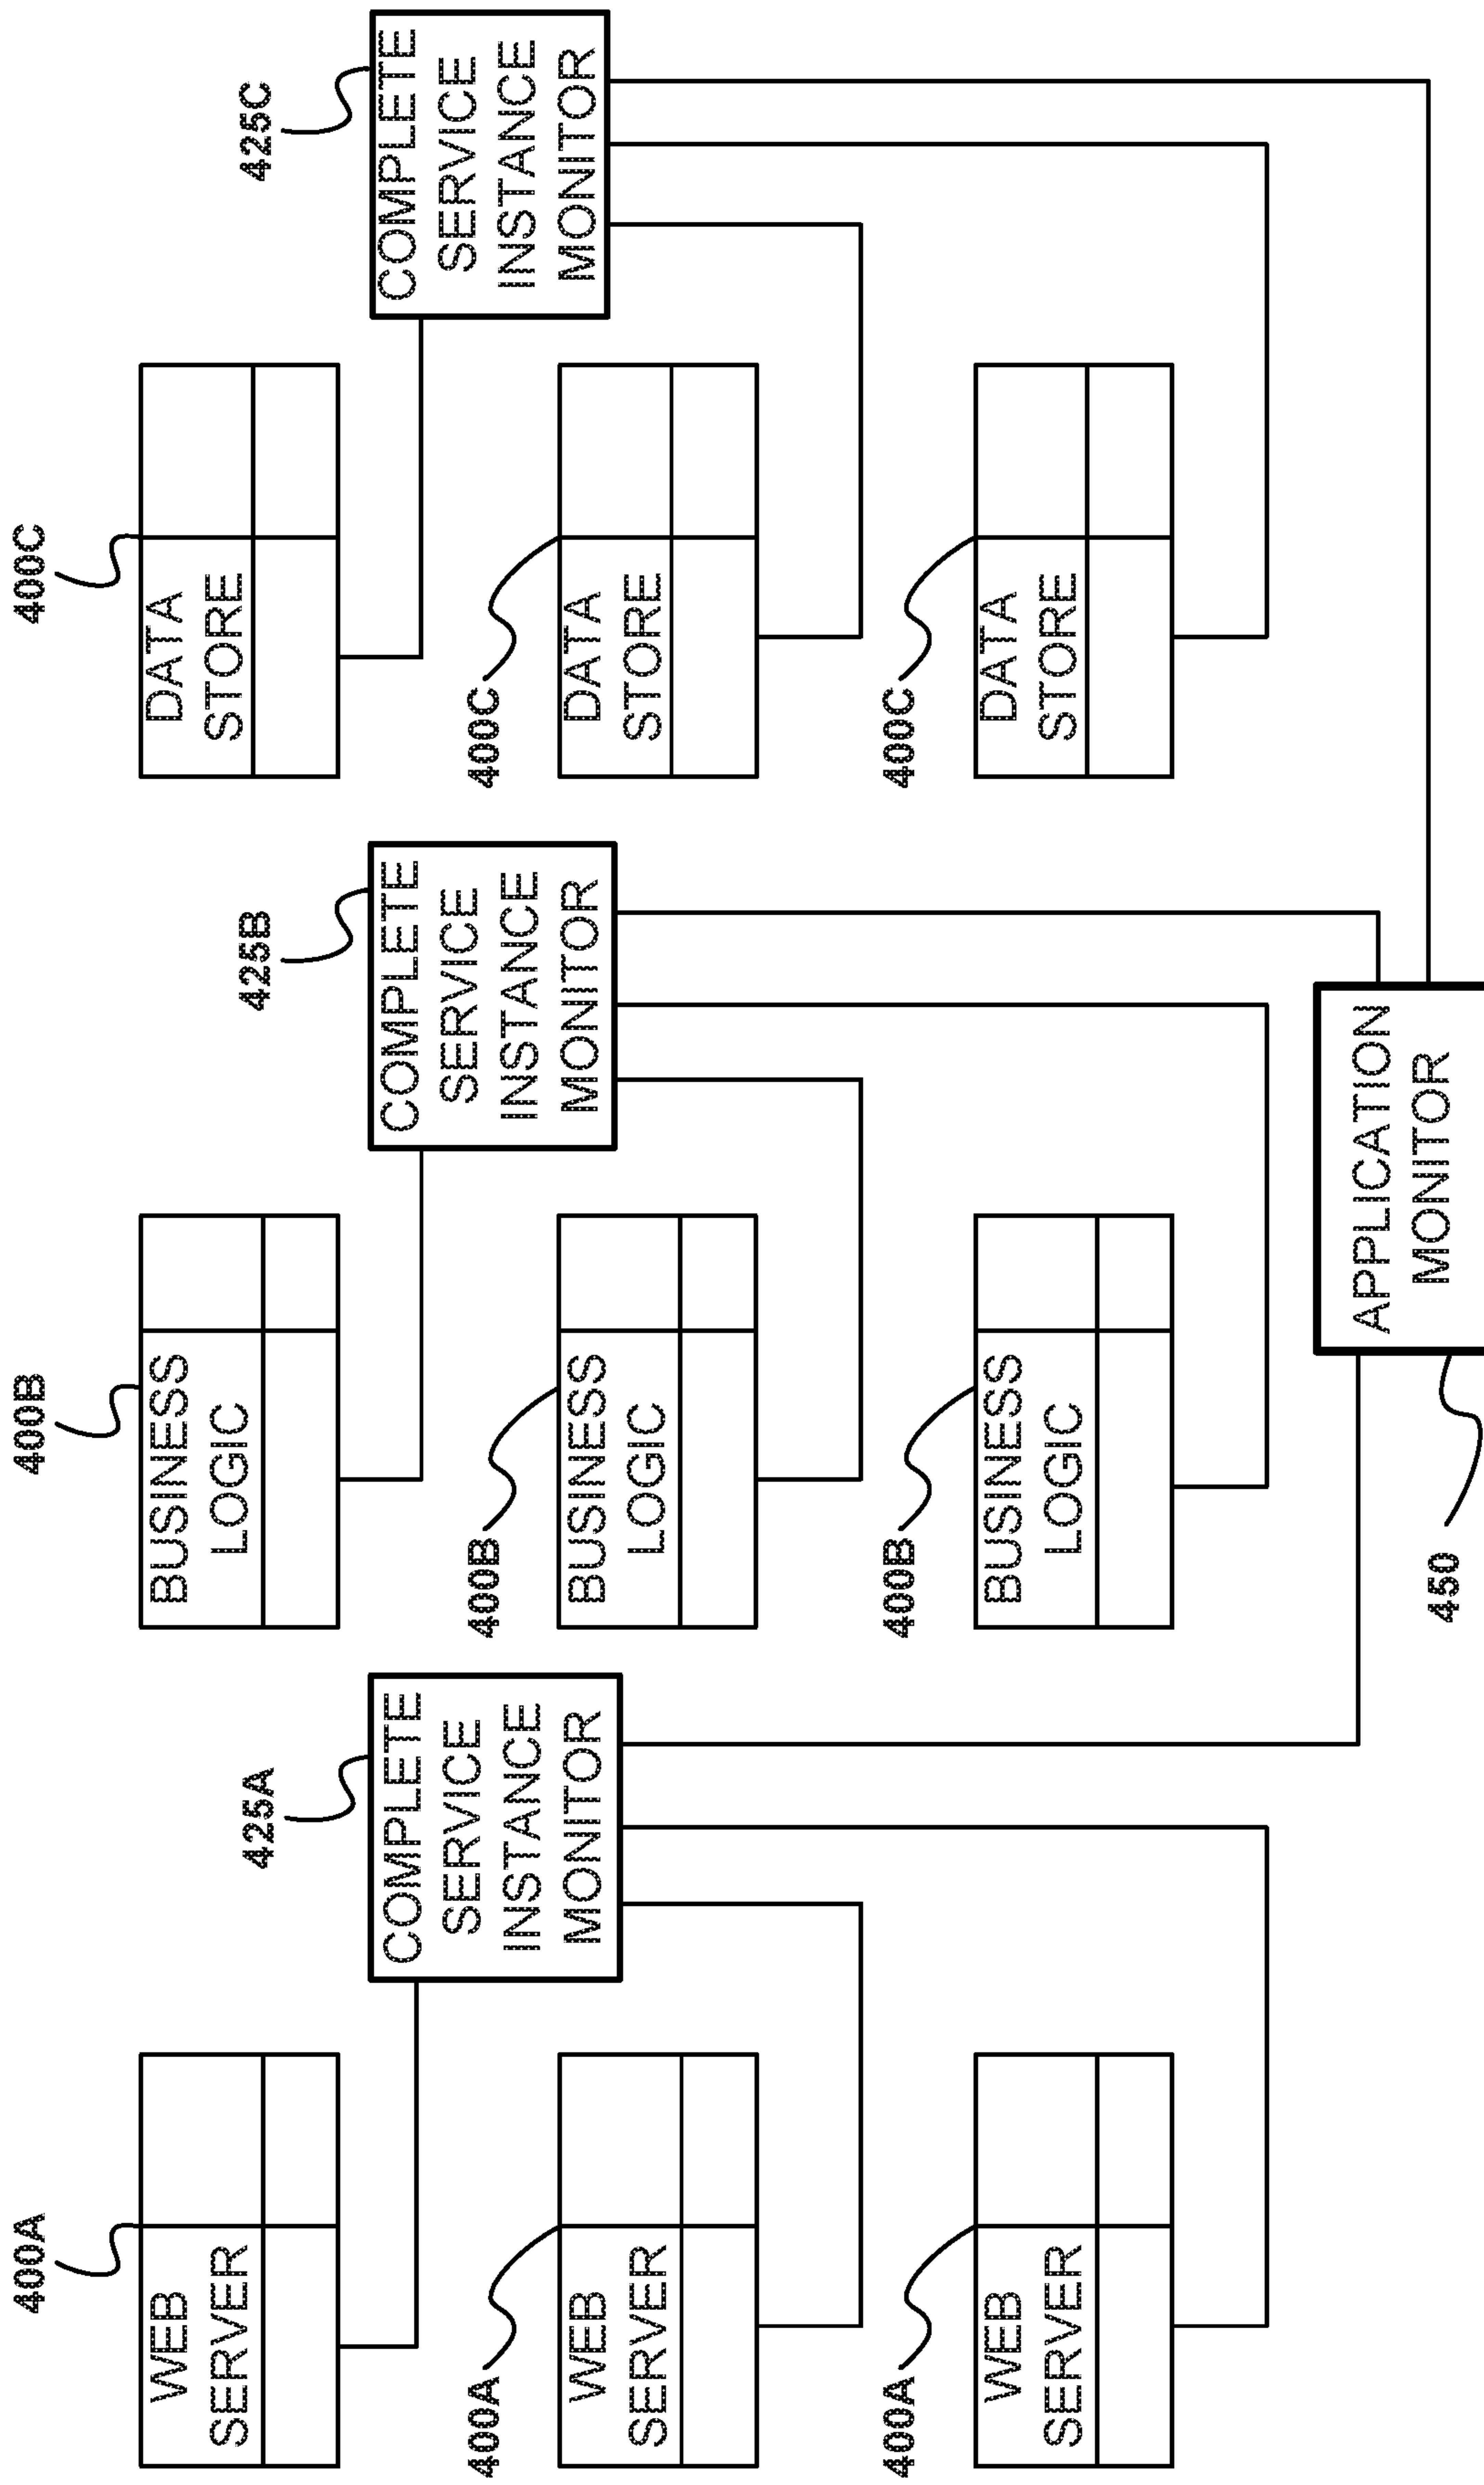 400A
WEB
SERVER
400A
WEB
SERVER
400A
WEB
SERVER
425A
COMPLETE
SERVICE
INSTANCE
MONITOR
400B
BUSINESS
LOGIC
400B
BUSINESS
LOGIC
400B
BUSINESS
LOGIC
425B
COMPLETE
SERVICE
INSTANCE
MONITOR
400C
DATA
STORE
400C
DATA
STORE
400C
DATA
STORE
425C
COMPLETE
SERVICE
INSTANCE
MONITOR
450
APPLICATION
MONITOR